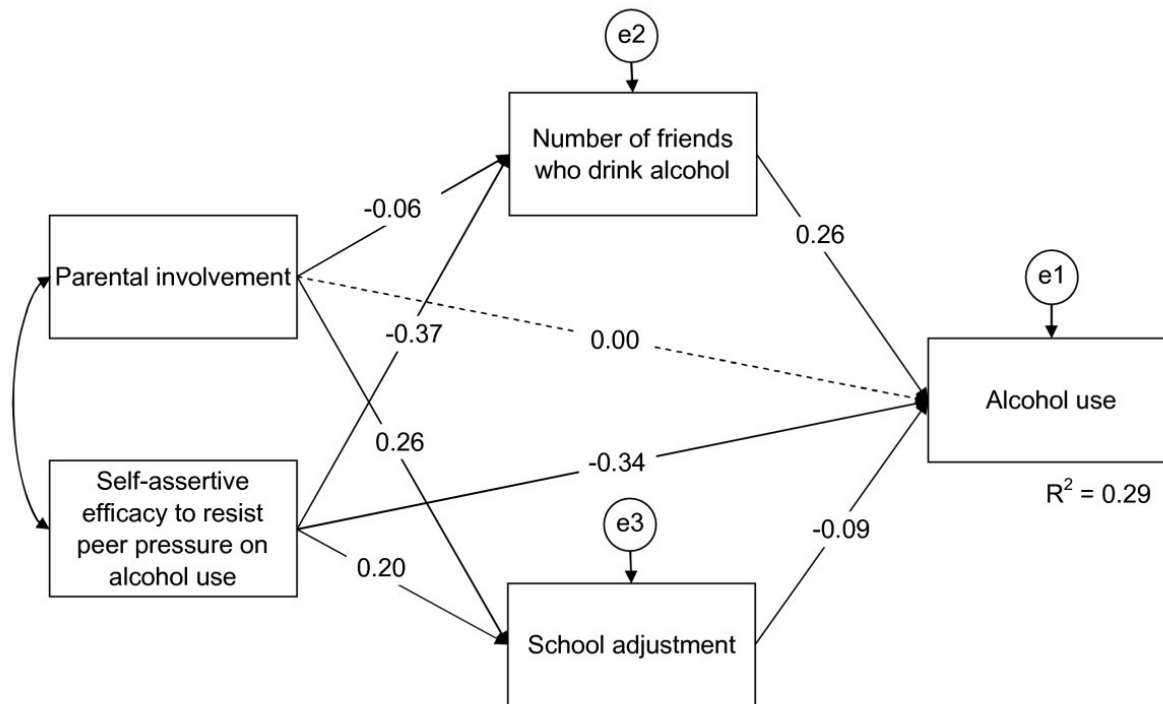 e2
Number of friends
who drink alcohol
-0.06
0.26
Parental involvement
e1
-0.37
0.00
Alcohol use
0.26
-0.34
R² = 0.29
Self-assertive
efficacy to resist
peer pressure on
alcohol use
e3
-0.09
0.20
School adjustment